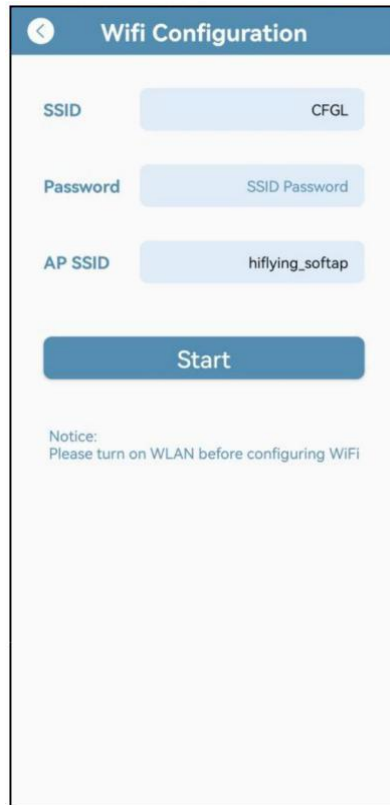 Wifi Configuration
SSID CFGL
Password SSID Password
AP SSID hiflying_softap
Start
Notice:
Please turn on WLAN before configuring WiFi